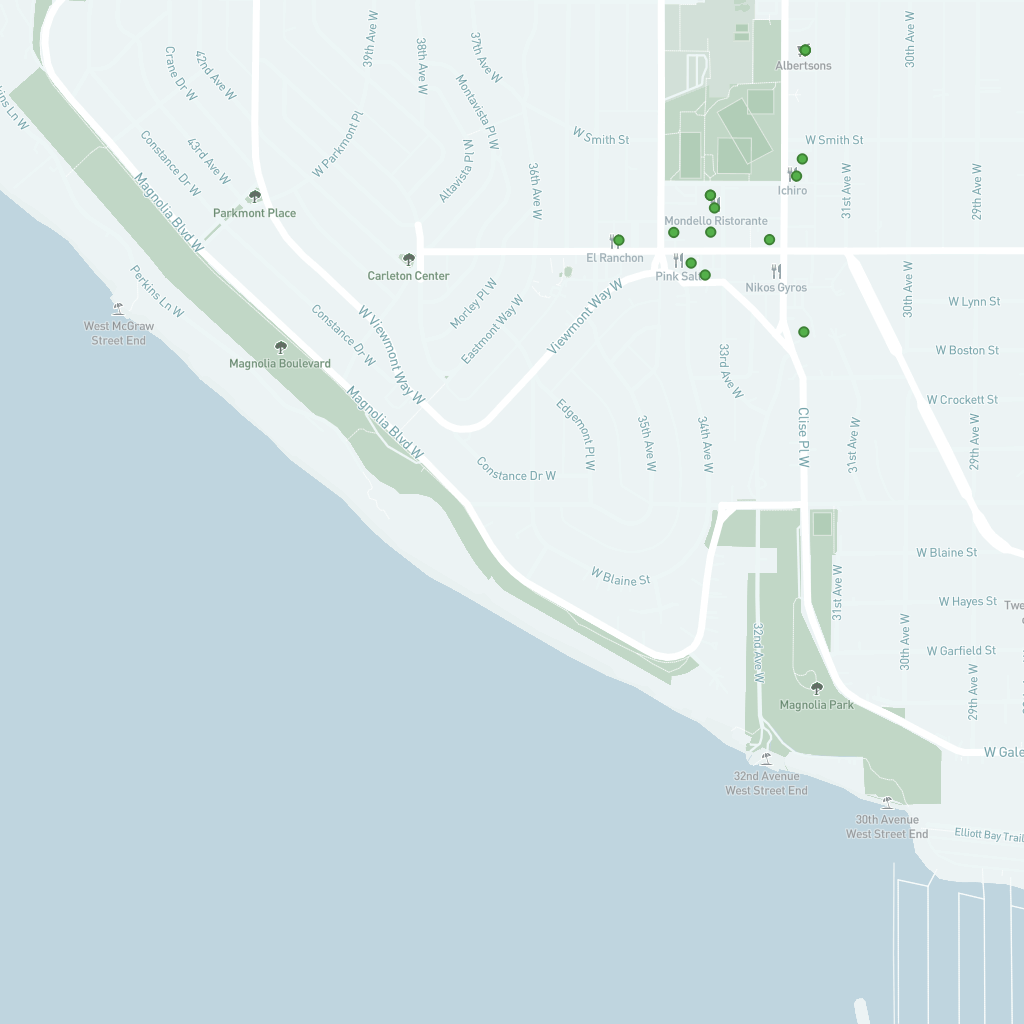 39th Ave W
38th Ave W
37th Ave W
30th Ave W
42nd Ave W
Crane Dr W
Albertsons
Montavista Pl W
W Smith St
W Smith St
W Parkmont Pl
43rd Ave W
Constance Dr W
Altavista Pl W
36th Ave W
Ichiro
31st Ave W
29th Ave W
Magnolia Blvd W
Parkmont Place
Mondello Ristorante
El Ranchon
Carleton Center
Pink Salt
Nikos Gyros
30th Ave W
Perkins Ln W
Morley Pl W
Eastmont Way W
Viewmont Way W
W Lynn St
West McGraw
Street End
Constance Dr W
W Viewmont Way W
W Boston St
Magnolia Boulevard
33rd Ave W
W Crockett St
Magnolia Blvd W
Edgemont Pl W
35th Ave W
34th Ave W
Clise Pl W
31st Ave W
29th Ave W
Constance Dr W
W Blaine St
W Blaine St
31st Ave W
W Hayes St
32nd Ave W
30th Ave W
W Garfield St
29th Ave W
Magnolia Park
W Gale
32nd Avenue
West Street End
30th Avenue
West Street End
Elliott Bay Trail